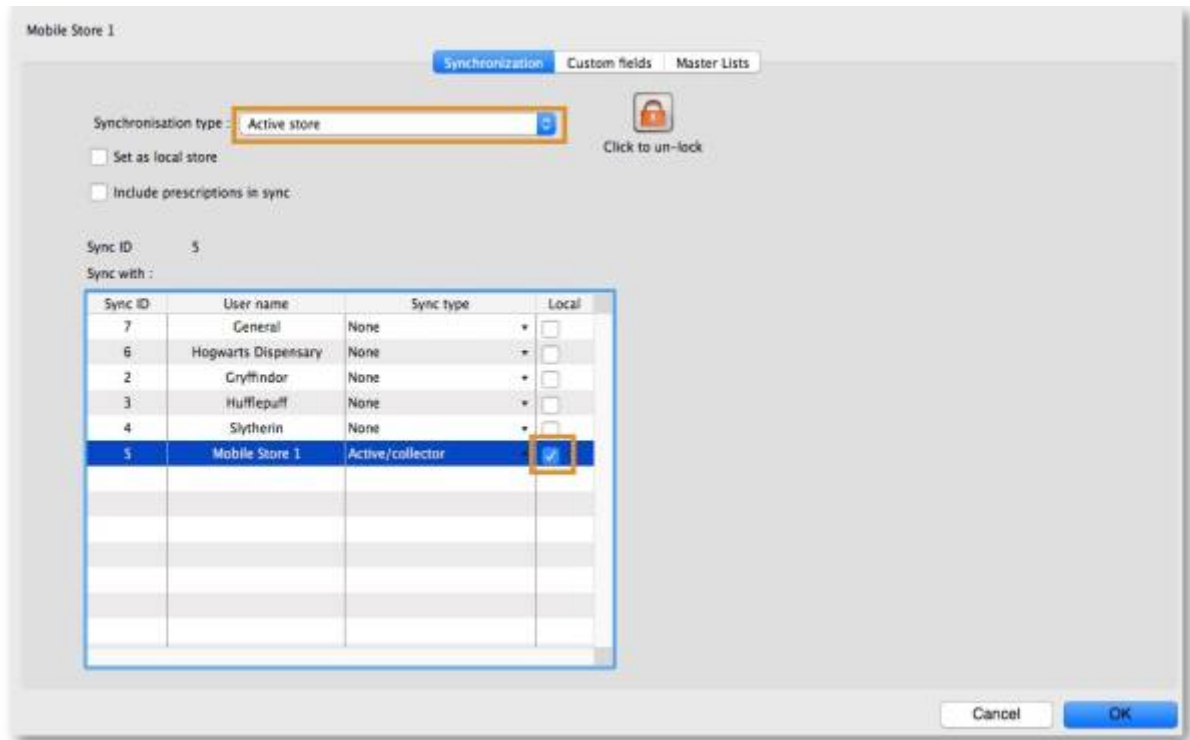 Mobile Store 1
Synchronization Custom fields Master Lists
Synchronisation type : Active store
Click to un-lock
Set as local store
Include prescriptions in sync
Sync ID 5
Sync with :
Sync ID User name Sync type Local
7 General None
6 Hogwarts Dispensary None
2 Gryffindor None
3 Hufflepuff None
4 Slytherin None
5 Mobile Store 1 Active/collector
Cancel OK